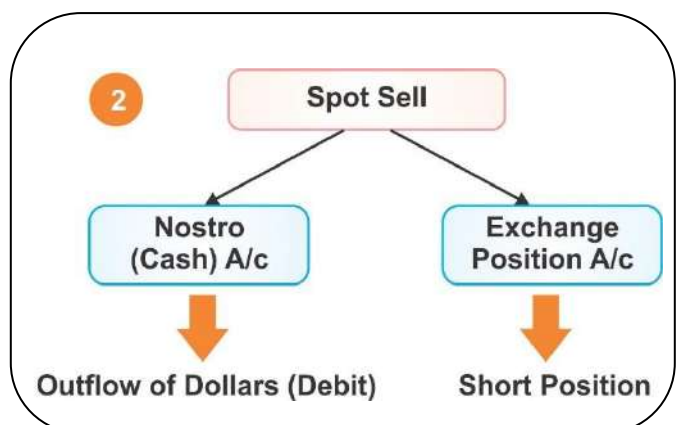 2
Spot Sell
Nostro
(Cash) A/c
Exchange
Position A/c
Outflow of Dollars (Debit)
Short Position